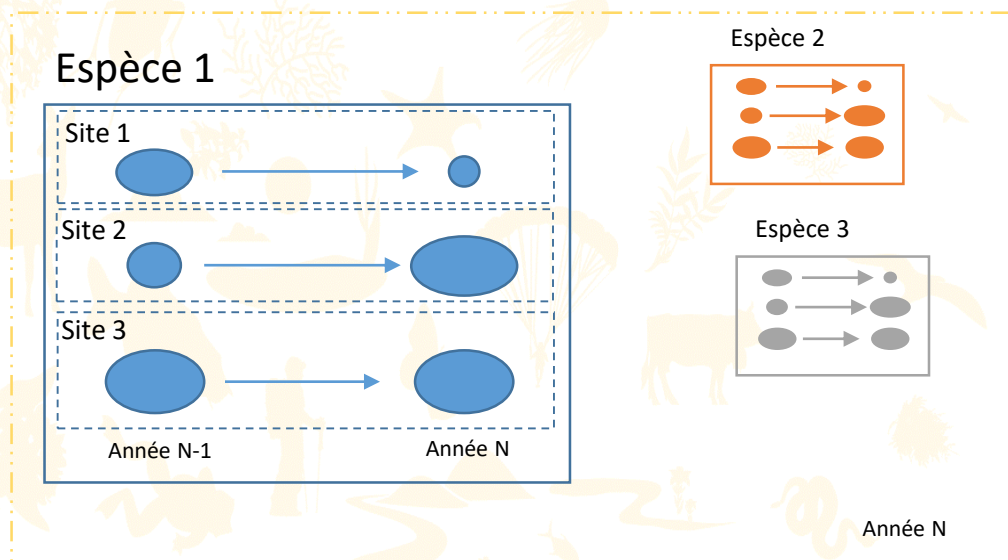 Espèce 1
Site 1
Site 2
Site 3
Année N-1
Année N
Espèce 2
Espèce 3
Année N